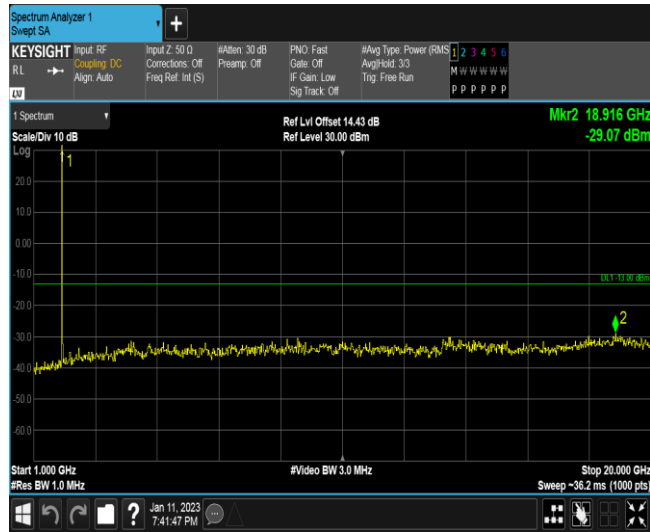 Spectrum Analyzer 1
Swept SA
KEYSIGHT
Input: RF
Coupling: DC
Align: Auto
Input Z: 50 Ω
Corrections: Off
Freq Ref: Int (S)
#Atten: 30 dB
Preamp: Off
PNO: Fast
Gate: Off
IF Gain: Low
Sig Track: Off
#Avg Type: Power (RMS
Avg|Hold: 3/3
Trig: Free Run
1 2 3 4 5 6
M W W W W W
P P P P P P
RL
LXI
1 Spectrum
Scale/Div 10 dB
Ref Lvl Offset 14.43 dB
Ref Level 30.00 dBm
Mkr2 18.916 GHz
-29.07 dBm
Log
1
20.0
10.0
0.00
-10.0
DL1 -13.00 dBm
-20.0
2
-30.0
-40.0
-50.0
-60.0
Start 1.000 GHz
#Video BW 3.0 MHz
Stop 20.000 GHz
#Res BW 1.0 MHz
Sweep ~36.2 ms (1000 pts)
?
Jan 11, 2023
7:41:47 PM